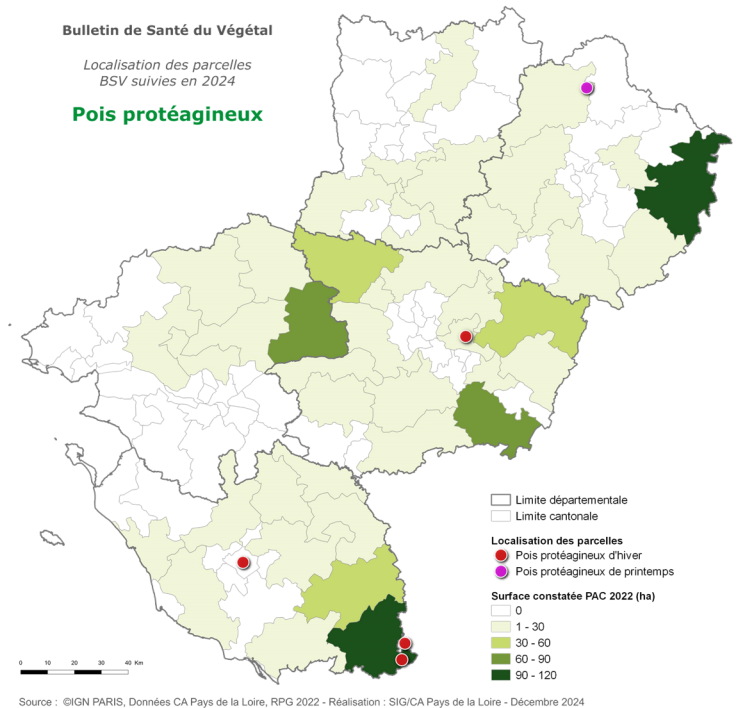 Bulletin de Santé du Végétal
Localisation des parcelles
BSV suivies en 2024
Pois protéagineux
Limite départementale
Limite cantonale
Localisation des parcelles
Pois protéagineux d'hiver
Pois protéagineux de printemps
Surface constatée PAC 2022 (ha)
0
1 - 30
30 - 60
60 - 90
90 - 120
0 10 20 30 40 Km
Source : ©IGN PARIS, Données CA Pays de la Loire, RPG 2022 - Réalisation : SIG/CA Pays de la Loire - Décembre 2024